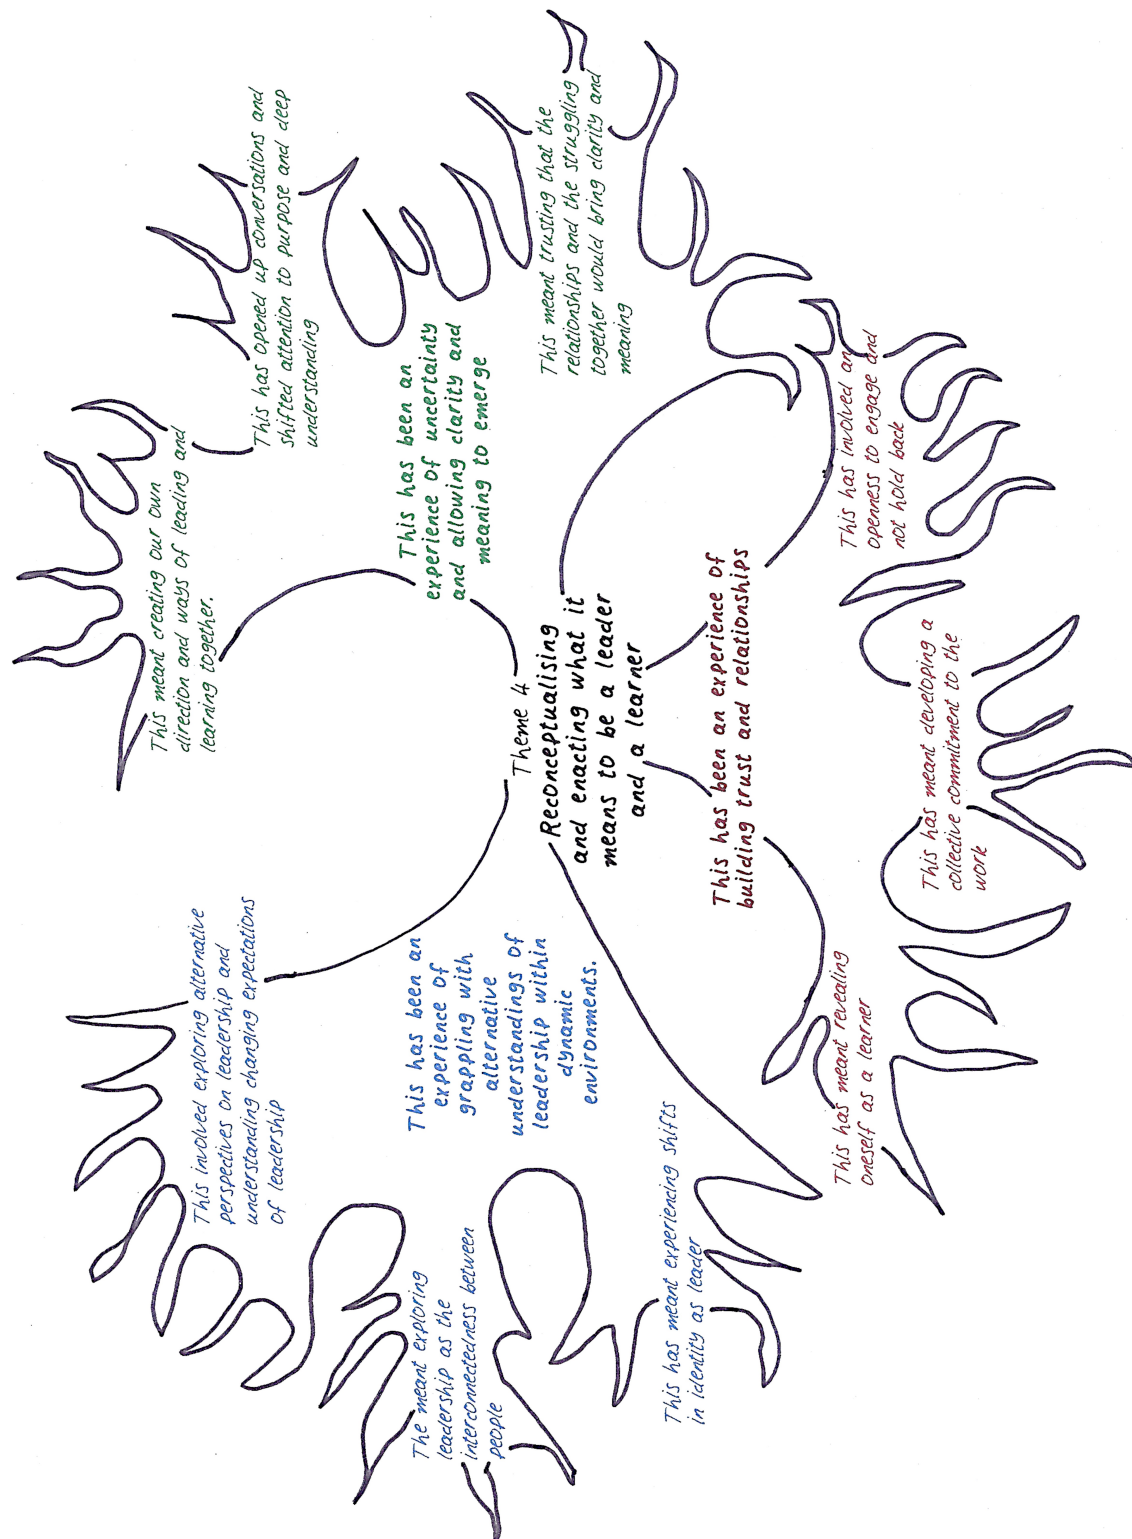 Theme 4
Reconceptualising
and enacting what it
means to be a leader
and a learner
This has been an
experience of
grappling with
alternative
understandings of
leadership within
dynamic
environments.
This involved exploring alternative
perspectives on leadership and
understanding changing expectations
of leadership
The meant exploring
leadership as the
interconnectedness between
people
This has meant experiencing shifts
in identity as leader
This has been an
experience of uncertainty
and allowing clarity and
meaning to emerge
This meant creating our own
direction and ways of leading and
learning together.
This has opened up conversations and
shifted attention to purpose and deep
understanding
This meant trusting that the
relationships and the struggling
together would bring clarity and
meaning
This has been an experience of
building trust and relationships
This has involved an
openness to engage and
not hold back
This has meant developing a
collective commitment to the
work
This has meant revealing
oneself as a learner